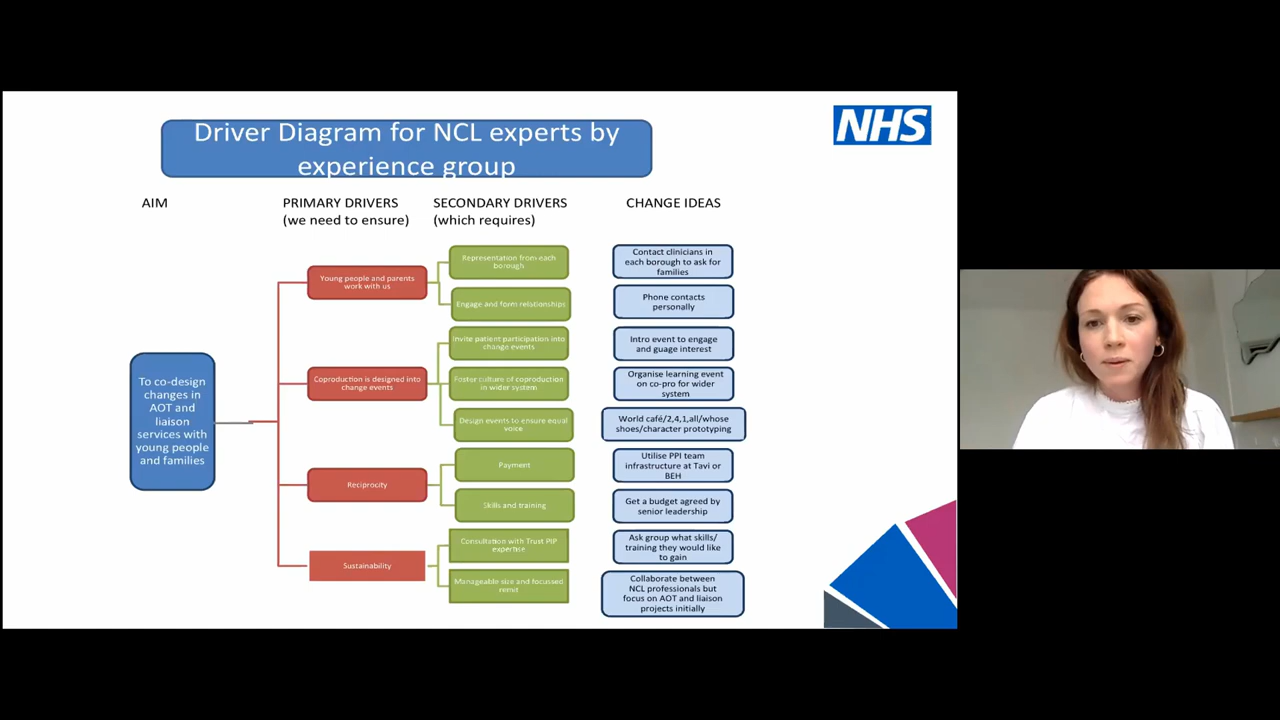 Driver Diagram for NCL experts by
experience group
NHS
AIM
PRIMARY DRIVERS
(we need to ensure)
SECONDARY DRIVERS
(which requires)
CHANGE IDEAS
To co-design
changes in
AOT and
liaison
services with
young people
and families
Young people and parents
work with us
Coproduction is designed into
change events
Reciprocity
Sustainability
Representation from each
borough
Engage and form relationships
Invite patient participation into
change events
Foster culture of coproduction
in wider system
Design events to ensure equal
voice
Payment
Skills and training
Consultation with Trust PIP
expertise
Manageable size and focussed
remit
Contact clinicians in
each borough to ask for
families
Phone contacts
personally
Intro event to engage
and guage interest
Organise learning event
on co-pro for wider
system
World café/2,4,1,all/whose
shoes/character prototyping
Utilise PPI team
infrastructure at Tavi or
BEH
Get a budget agreed by
senior leadership
Ask group what skills/
training they would like
to gain
Collaborate between
NCL professionals but
focus on AOT and liaison
projects initially